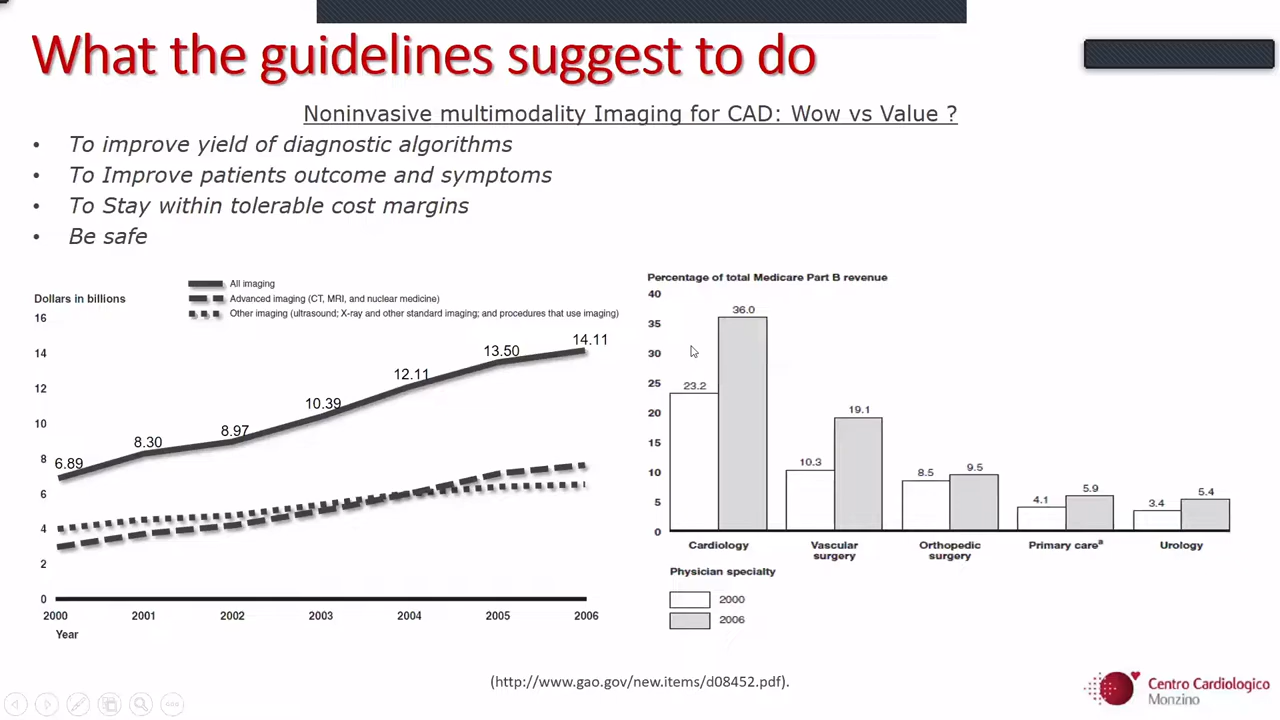 What the guidelines suggest to do
Noninvasive multimodality Imaging for CAD: Wow vs Value ?
• To improve yield of diagnostic algorithms
• To Improve patients outcome and symptoms
• To Stay within tolerable cost margins
• Be safe
Dollars in billions
All imaging
Advanced imaging (CT, MRI, and nuclear medicine)
Other imaging (ultrasound; X-ray and other standard imaging; and procedures that use imaging)
16
14
12
10
8
6
4
2
0
6.89
8.30
8.97
10.39
12.11
13.50
14.11
2000 2001 2002 2003 2004 2005 2006
Year
Percentage of total Medicare Part B revenue
40
35
30
25
20
15
10
5
0
23.2 36.0
10.3 19.1
8.5 9.5
4.1 5.9
3.4 5.4
Cardiology
Vascular
surgery
Orthopedic
surgery
Primary careᵃ
Urology
Physician specialty
2000
2006
(http://www.gao.gov/new.items/d08452.pdf).
Centro Cardiologico
Monzino